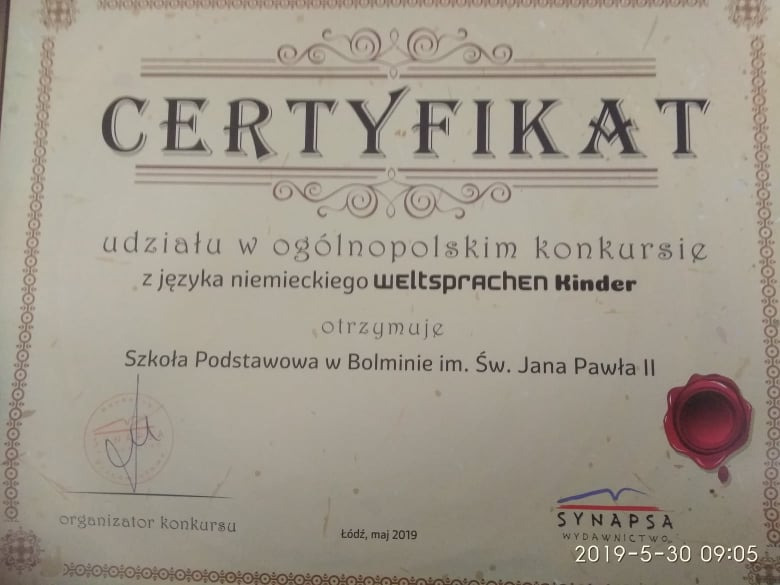 CERTYFIKAT
udziału w ogólnopolskim konkursie
z języka niemieckiego weltsprachen Kinder
otrzymuje
Szkoła Podstawowa w Bolminie im. Św. Jana Pawła II
organizator konkursu
Łódź, maj 2019
SYNAPSA
WYDAWNICTWO
2019-5-30 09:05